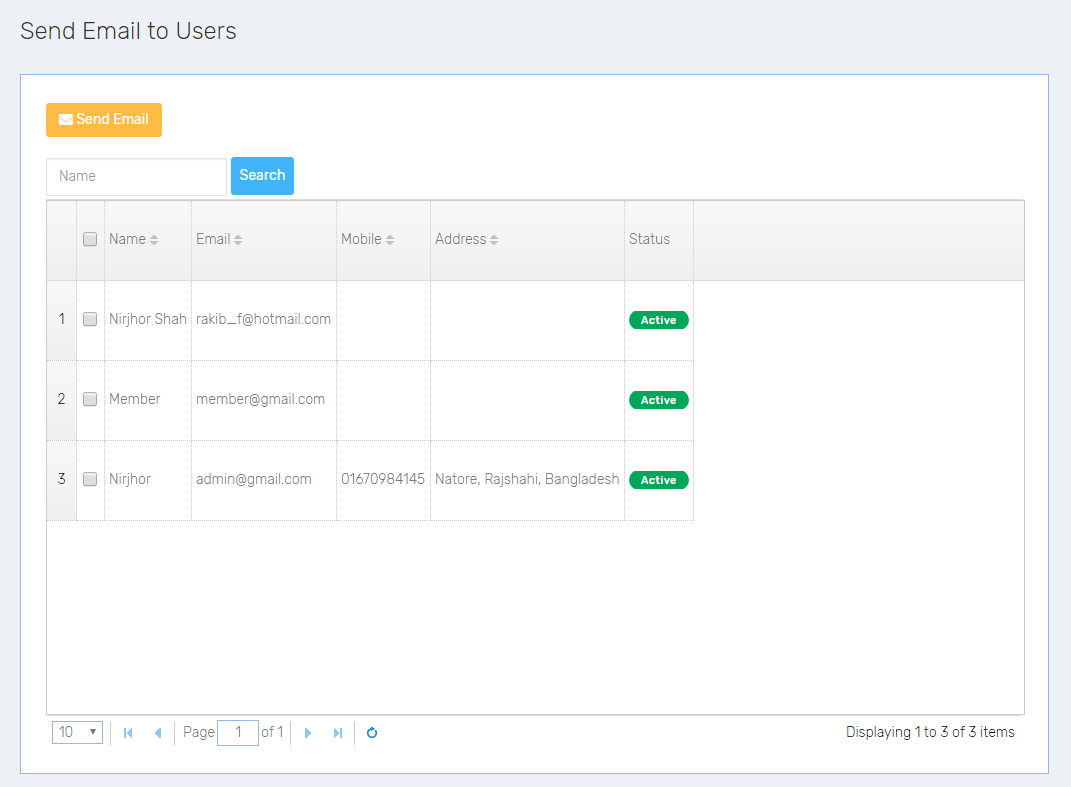 Send Email to Users
Send Email
Name Search
Name Email Mobile Address Status
1 Nirjhor Shah rakib_f@hotmail.com Active
2 Member member@gmail.com Active
3 Nirjhor admin@gmail.com 01670984145 Natore, Rajshahi, Bangladesh Active
10 Page 1 of 1 Displaying 1 to 3 of 3 items